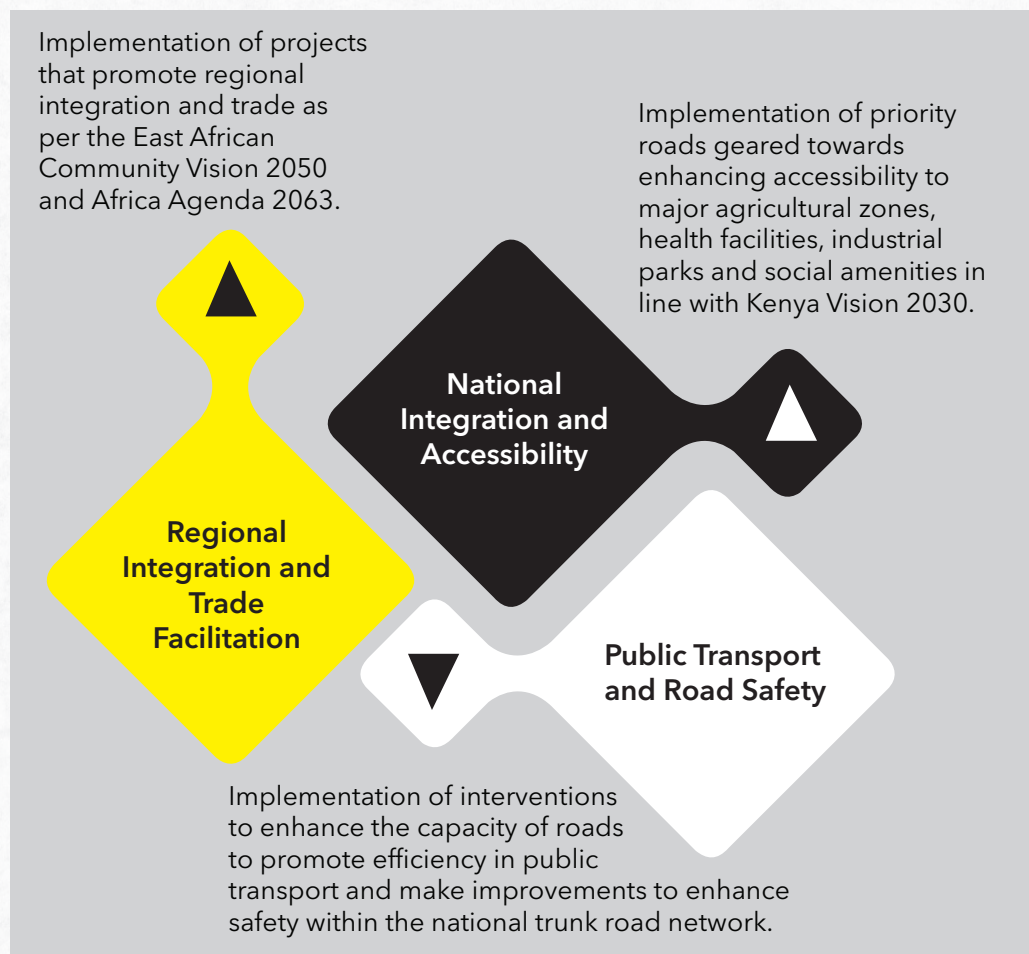 Implementation of projects
that promote regional
integration and trade as
per the East African
Community Vision 2050
and Africa Agenda 2063.
Implementation of priority
roads geared towards
enhancing accessibility to
major agricultural zones,
health facilities, industrial
parks and social amenities in
line with Kenya Vision 2030.
National
Integration and
Accessibility
Regional
Integration and
Trade
Facilitation
Public Transport
and Road Safety
Implementation of interventions
to enhance the capacity of roads
to promote efficiency in public
transport and make improvements to enhance
safety within the national trunk road network.